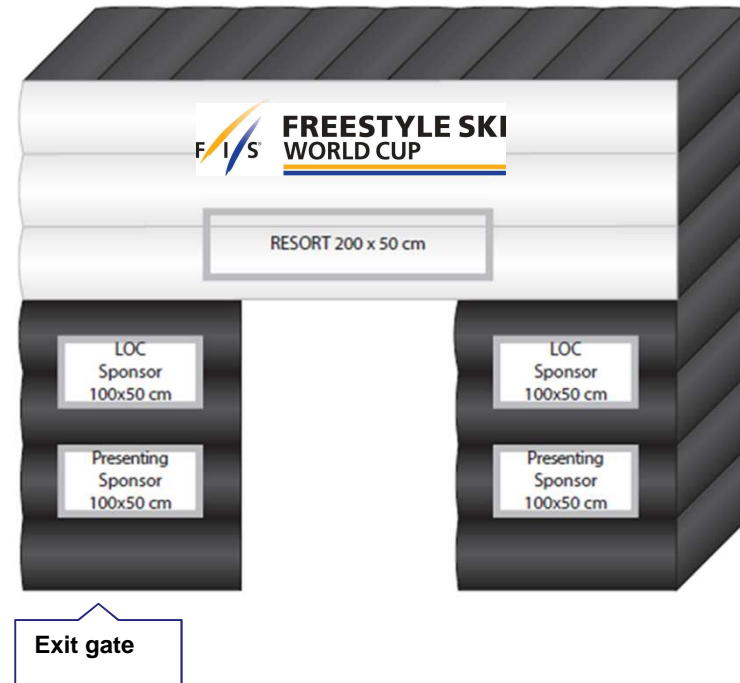 FREESTYLE SKI
F I S WORLD CUP
RESORT 200 x 50 cm
LOC
Sponsor
100x50 cm
LOC
Sponsor
100x50 cm
Presenting
Sponsor
100x50 cm
Presenting
Sponsor
100x50 cm
Exit gate